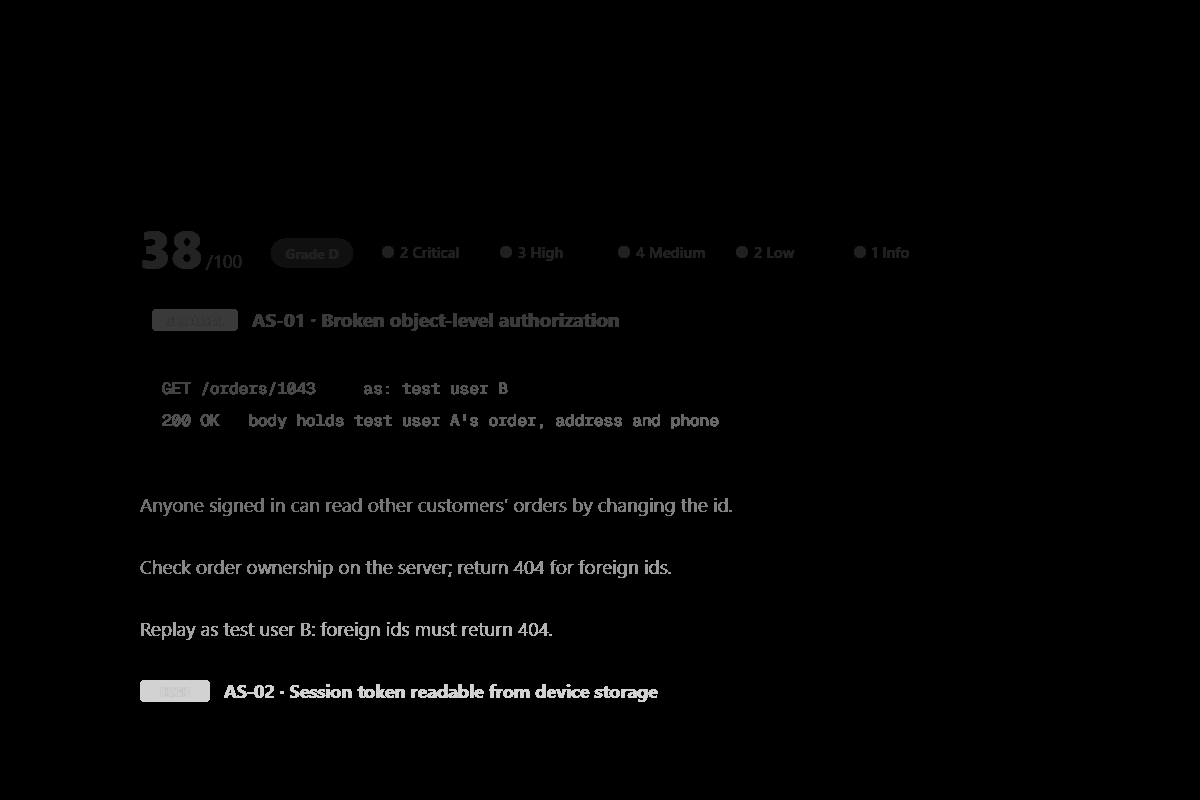 38/100 Grade D 2 Critical 3 High 4 Medium 2 Low 1 Info
AS-01 · Broken object-level authorization
GET /orders/1043 as: test user B
200 OK body holds test user A's order, address and phone
Anyone signed in can read other customers' orders by changing the id.
Check order ownership on the server; return 404 for foreign ids.
Replay as test user B: foreign ids must return 404.
AS-02 · Session token readable from device storage